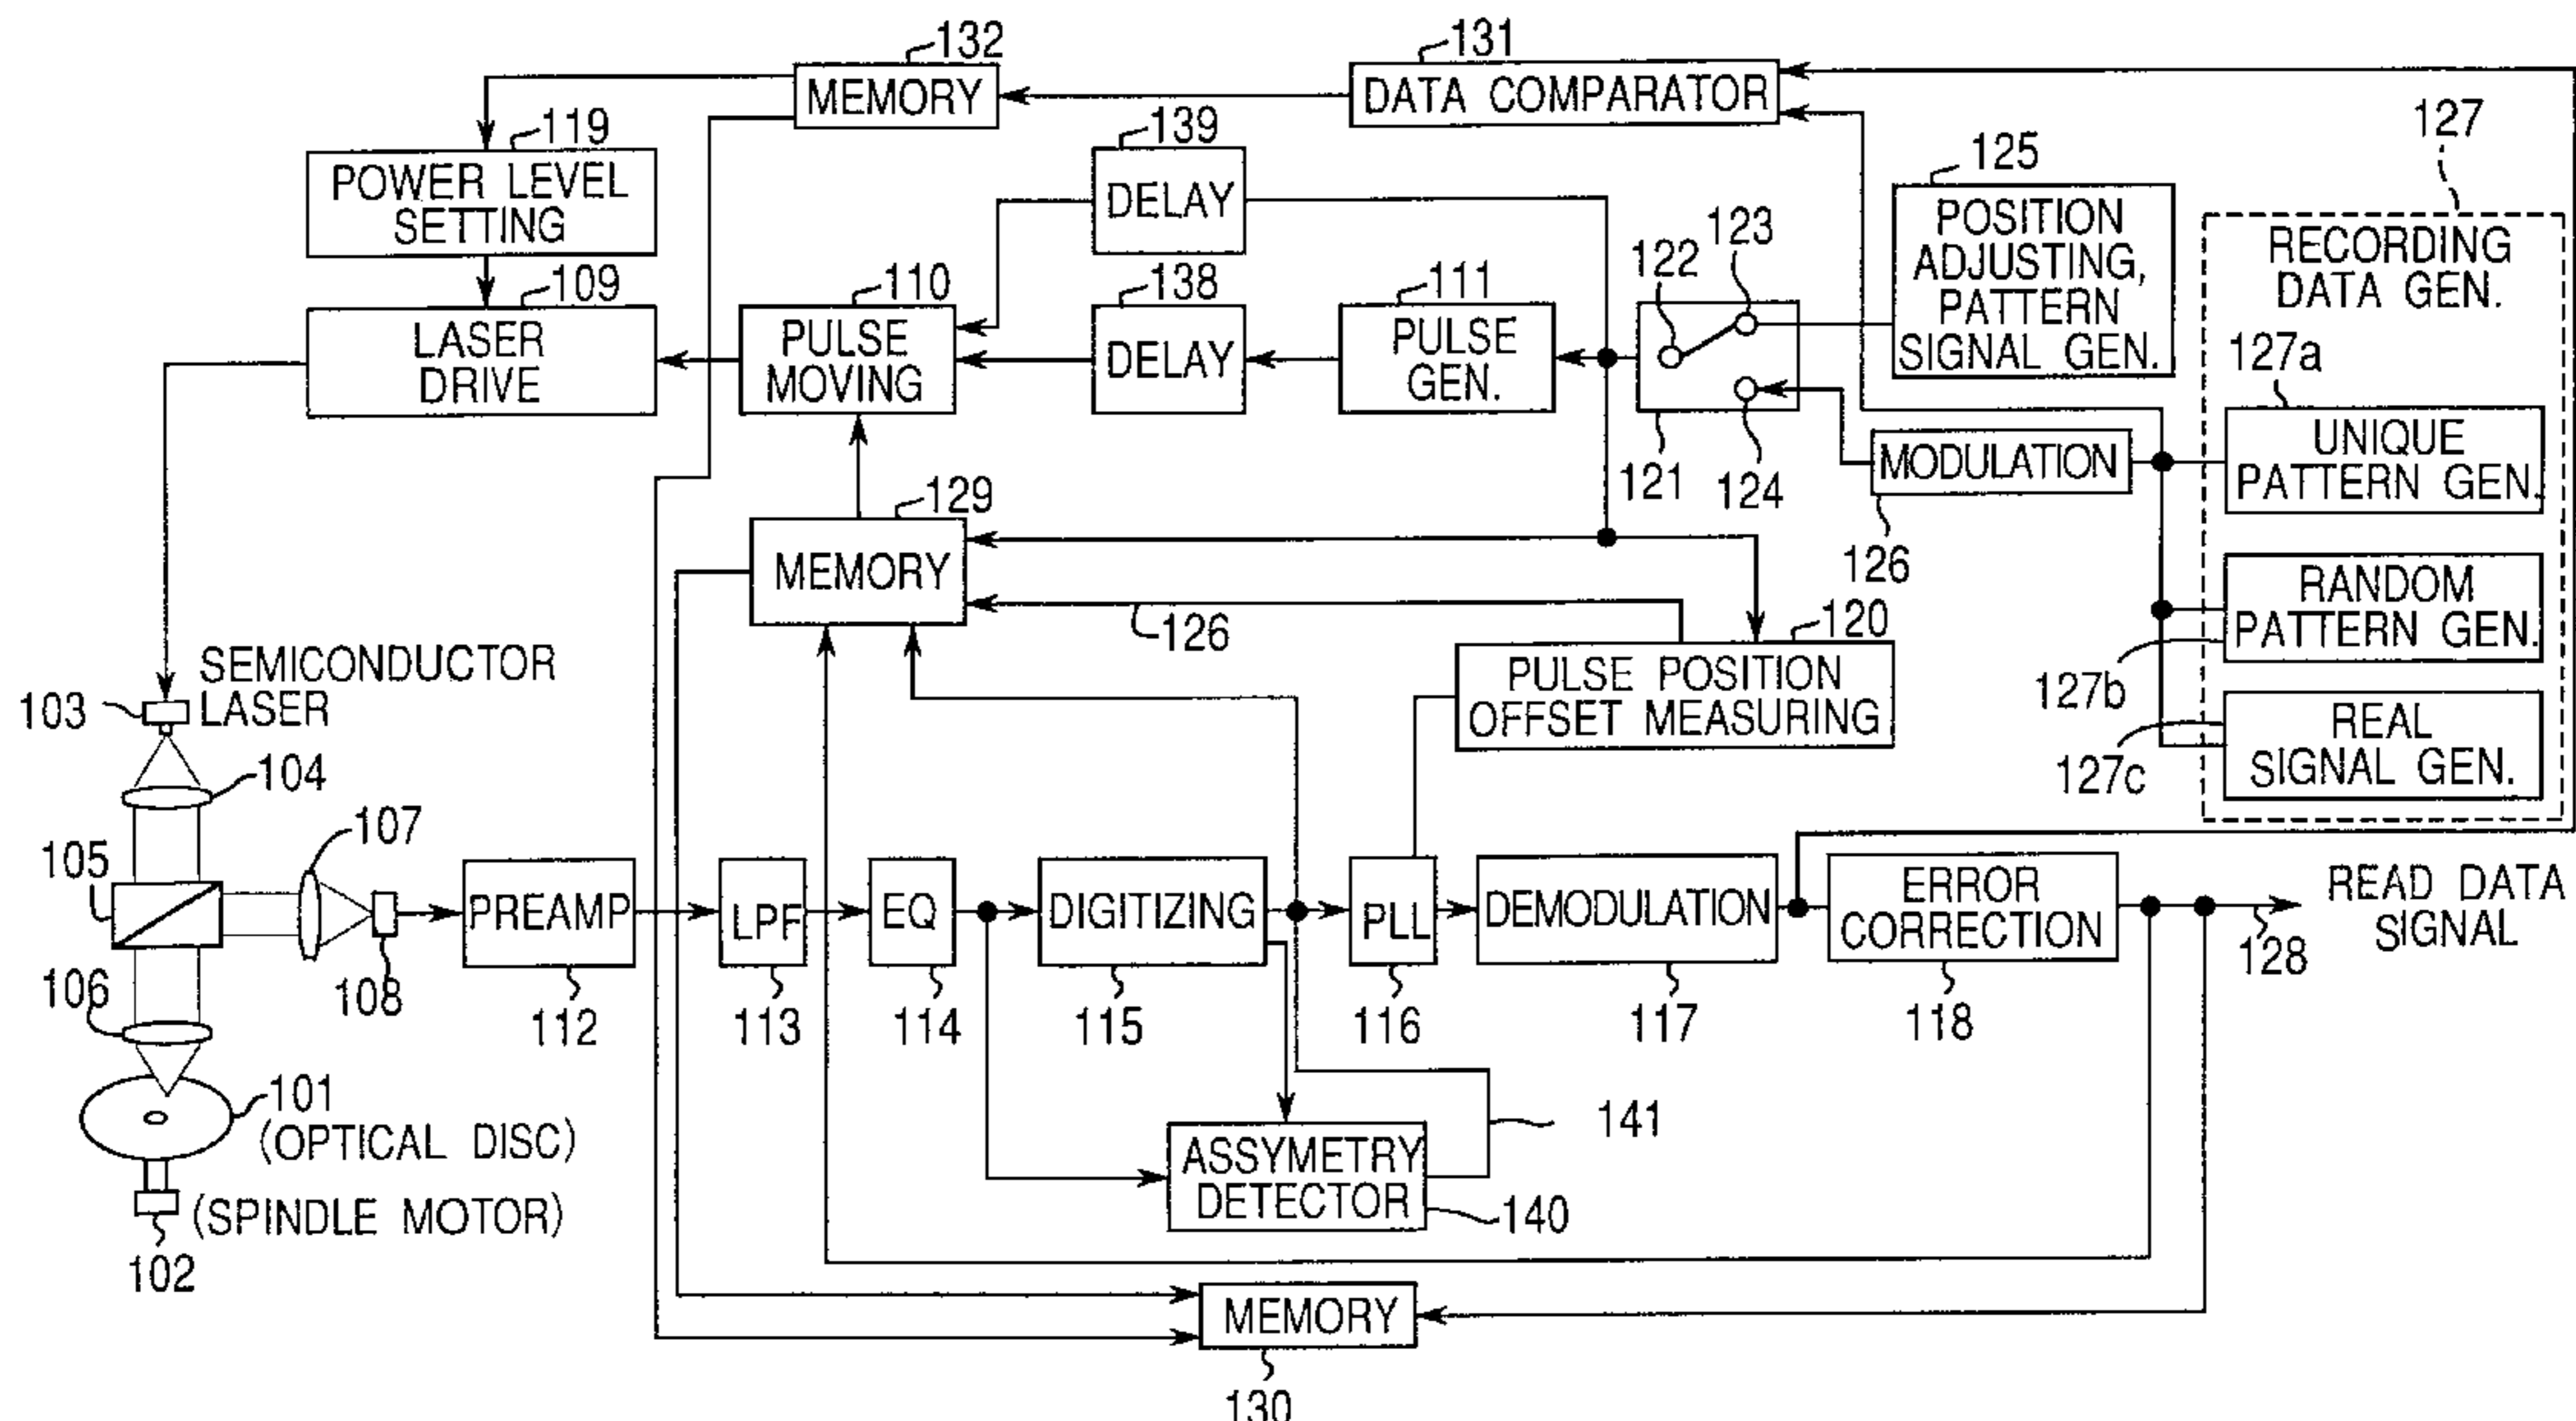 132
MEMORY
131
DATA COMPARATOR
119
POWER LEVEL
SETTING
139
DELAY
125
POSITION
ADJUSTING,
PATTERN
SIGNAL GEN.
127
RECORDING
DATA GEN.
109
LASER
DRIVE
110
PULSE
MOVING
138
DELAY
111
PULSE
GEN.
122
123
121
124
MODULATION
126
127a
UNIQUE
PATTERN GEN.
RANDOM
PATTERN GEN.
127b
REAL
SIGNAL GEN.
127c
129
MEMORY
126
120
PULSE POSITION
OFFSET MEASURING
SEMICONDUCTOR
LASER
103
104
105
107
106
108
101
(OPTICAL DISC)
(SPINDLE MOTOR)
102
PREAMP
112
LPF
113
EQ
114
DIGITIZING
115
PLL
116
DEMODULATION
117
ERROR
CORRECTION
118
READ DATA
SIGNAL
128
ASSYMETRY
DETECTOR
140
141
MEMORY
130